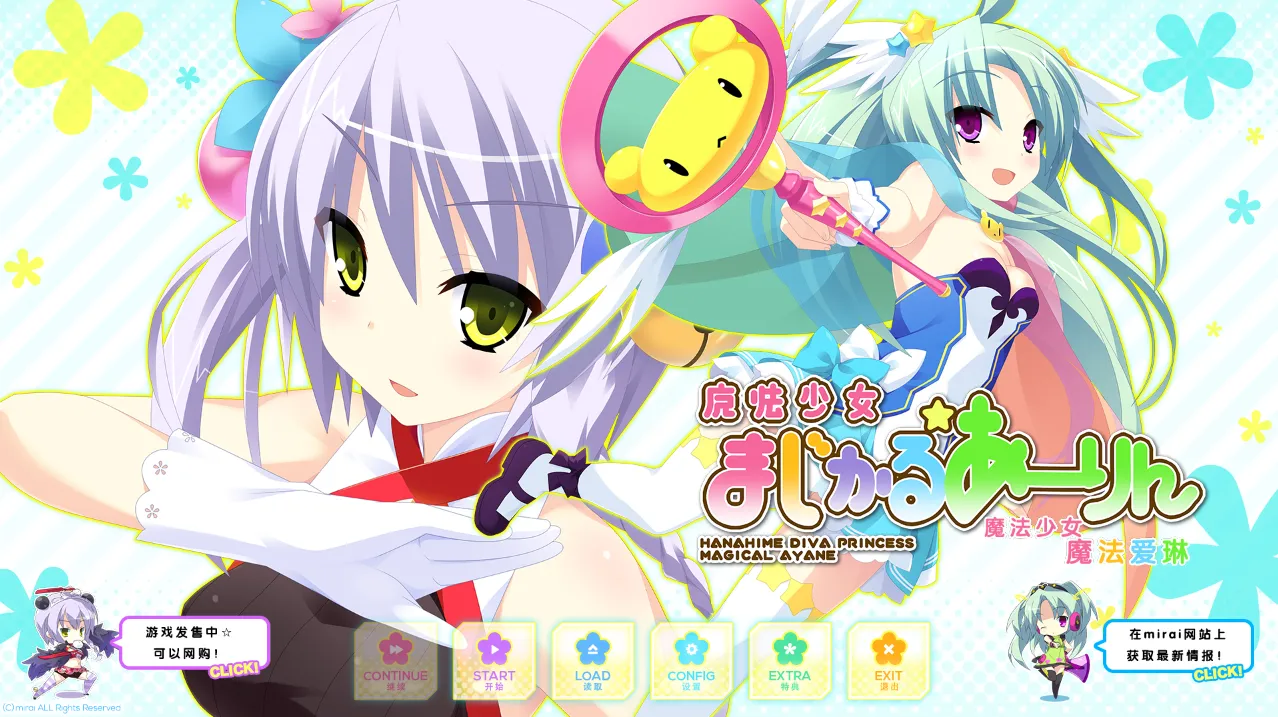 魔法少女
まじかるあーりん
HANAHIME DIVA PRINCESS
MAGICAL AYANE
魔法少女
魔法爱琳
游戏发售中☆
可以网购!
CLICK!
CONTINUE
继续
START
开始
LOAD
读取
CONFIG
设置
EXTRA
特典
EXIT
退出
在mirai网站上
获取最新情报!
CLICK!
(C)mirai ALL Rights Reserved